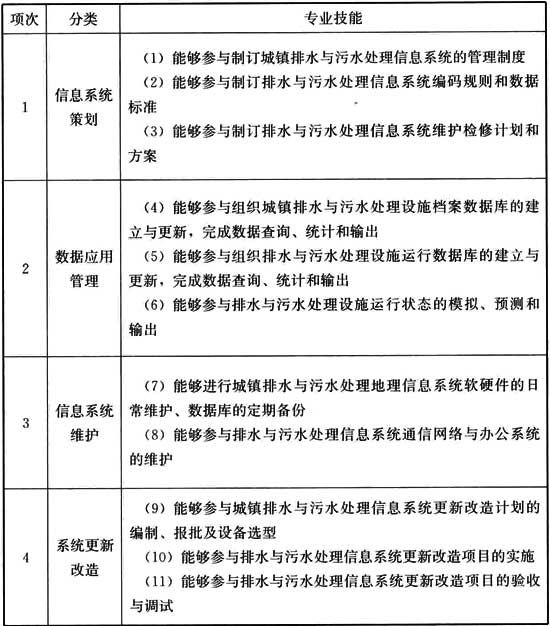 项次 分类 专业技能
1 信息系统策划
（1）能够参与制订城镇排水与污水处理信息系统的管理制度
（2）能够参与制订排水与污水处理信息系统编码规则和数据
标准
（3）能够参与制订排水与污水处理信息系统维护检修计划和
方案
2 数据应用管理
（4）能够参与组织城镇排水与污水处理设施档案数据库的建
立与更新，完成数据查询、统计和输出
（5）能够参与组织排水与污水处理设施运行数据库的建立与
更新，完成数据查询、统计和输出
（6）能够参与排水与污水处理设施运行状态的模拟、预测和
输出
3 信息系统维护
（7）能够进行城镇排水与污水处理地理信息系统软硬件的日
常维护、数据库的定期备份
（8）能够参与排水与污水处理信息系统通信网络与办公系统
的维护
4 系统更新改造
（9）能够参与城镇排水与污水处理信息系统更新改造计划的
编制、报批及设备选型
（10）能够参与排水与污水处理信息系统更新改造项目的实施
（11）能够参与排水与污水处理信息系统更新改造项目的验收
与调试